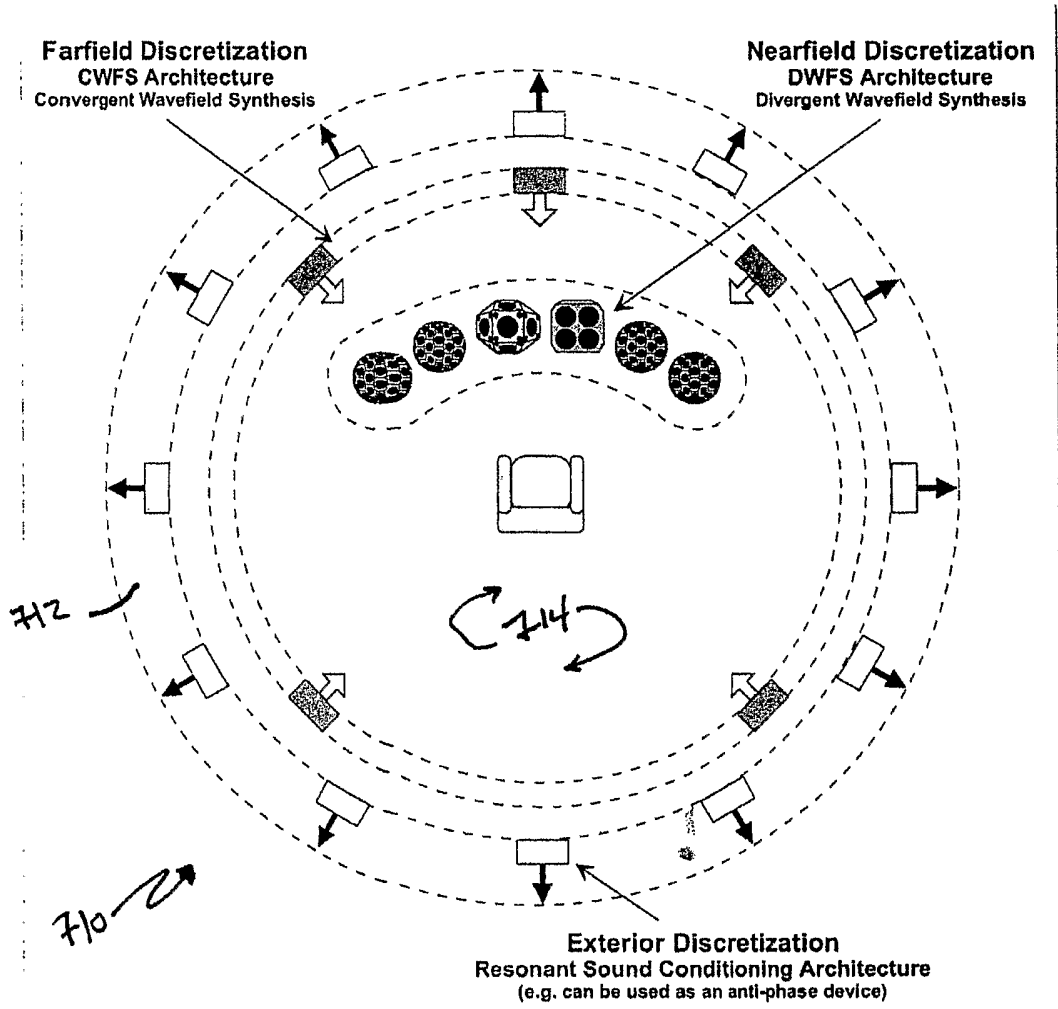 Farfield Discretization
CWFS Architecture
Convergent Wavefield Synthesis
Nearfield Discretization
DWFS Architecture
Divergent Wavefield Synthesis
712
714
710
Exterior Discretization
Resonant Sound Conditioning Architecture
(e.g. can be used as an anti-phase device)